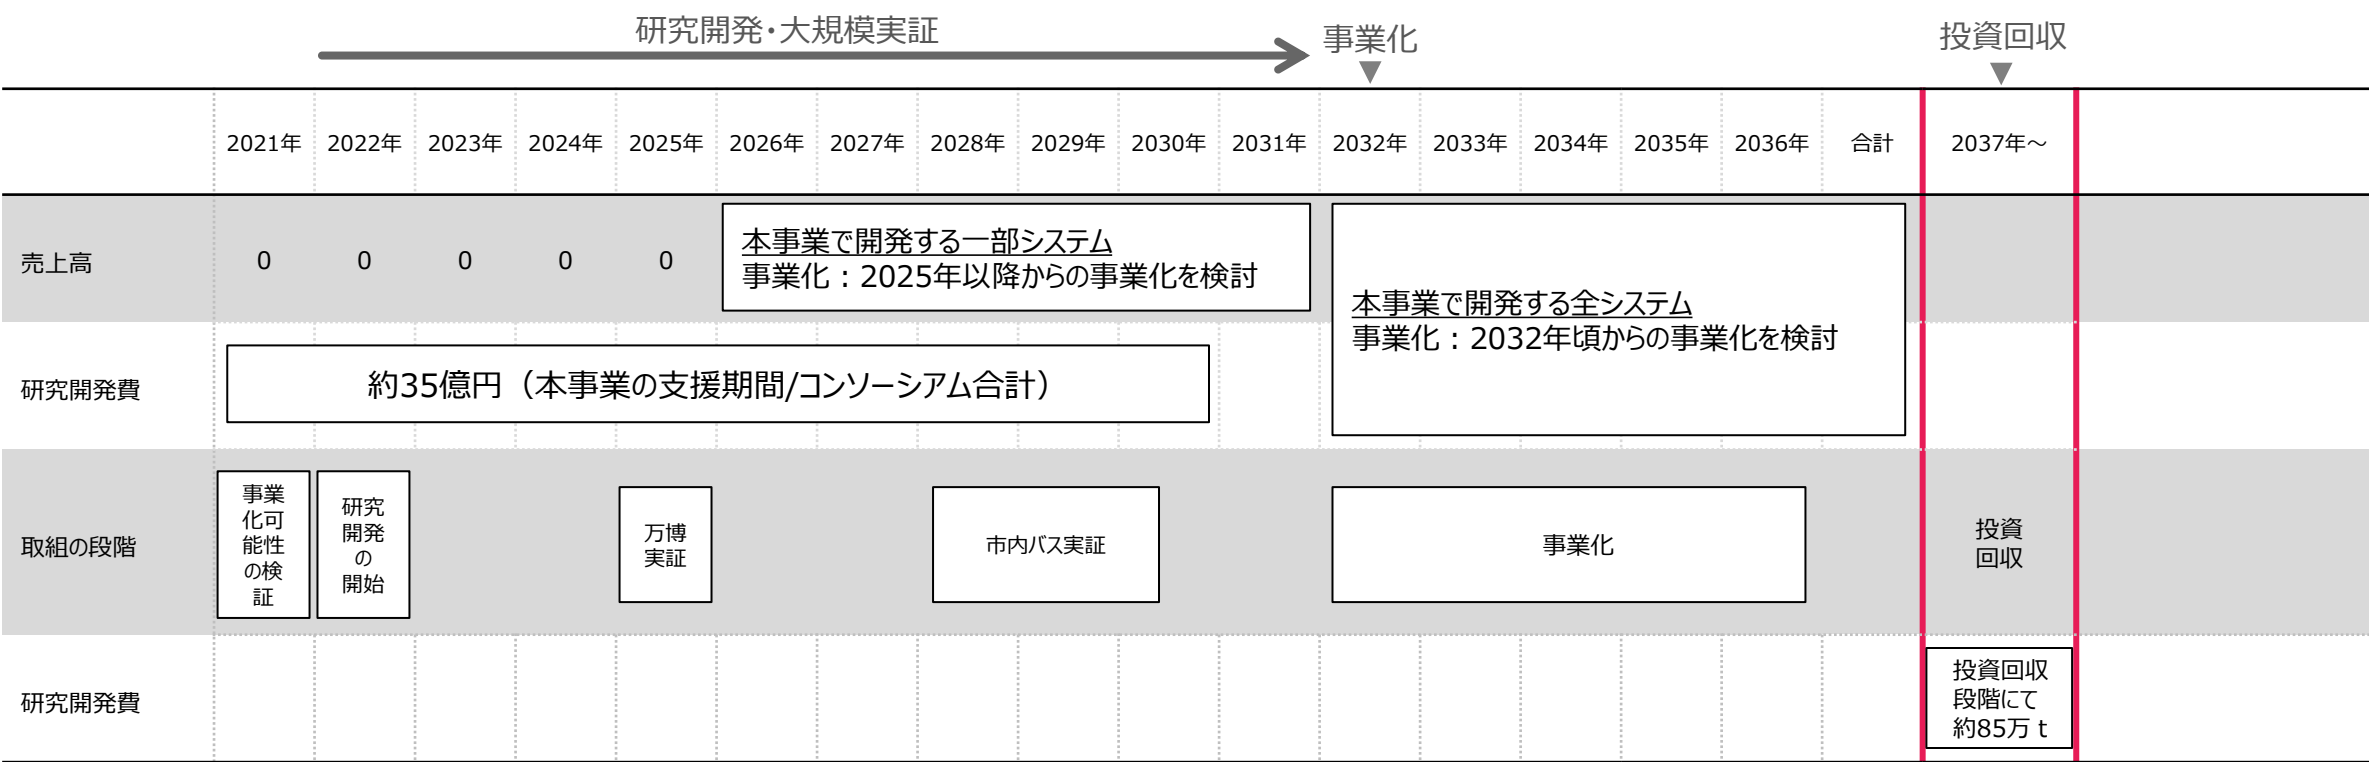 研究開発・大規模実証
事業化
投資回収
▼
▼
2021年 2022年 2023年 2024年 2025年 2026年 2027年 2028年 2029年 2030年 2031年 2032年 2033年 2034年 2035年 2036年 合計 2037年～
売上高 0 0 0 0 0
本事業で開発する一部システム
事業化：2025年以降からの事業化を検討
本事業で開発する全システム
事業化：2032年頃からの事業化を検討
研究開発費
約35億円（本事業の支援期間/コンソーシアム合計）
取組の段階
事業
化可
能性
の検
証
研究
開発
の
開始
万博
実証
市内バス実証
事業化
投資
回収
研究開発費
投資回収
段階にて
約85万ｔ